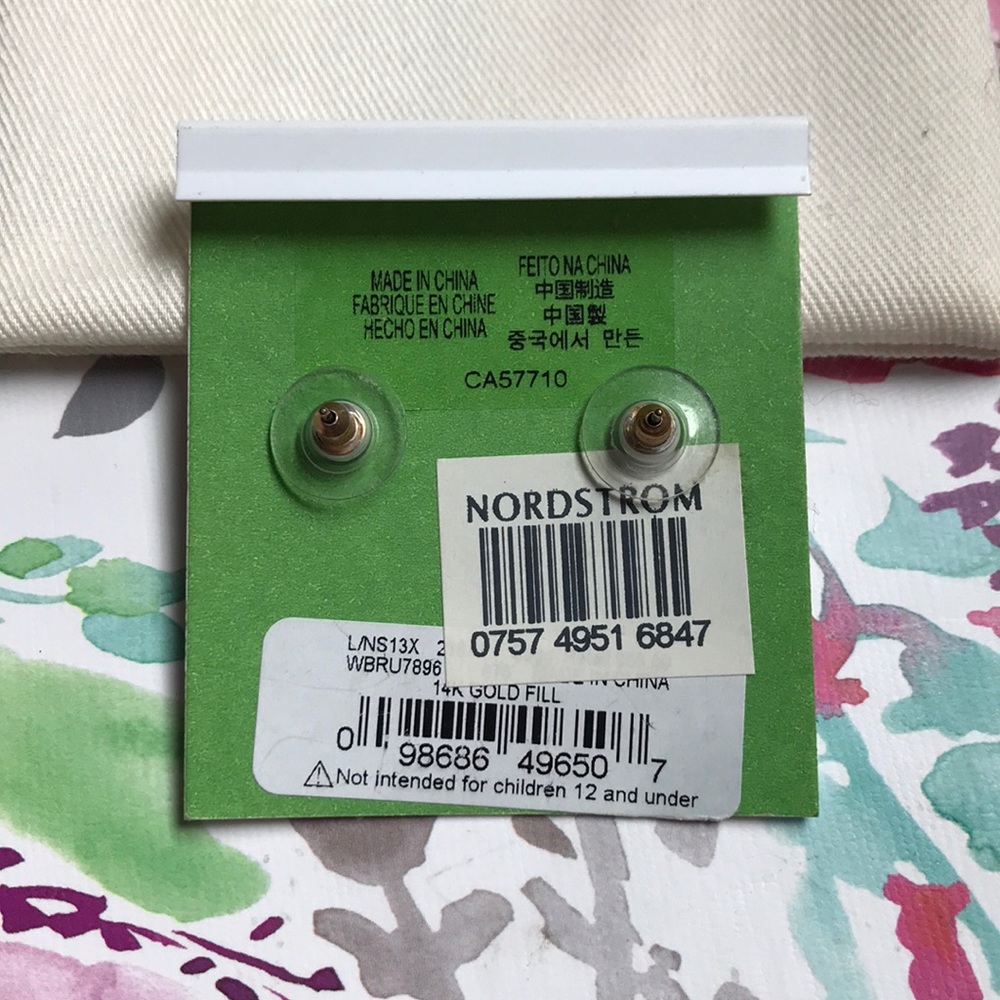 MADE IN CHINA
FABRIQUE EN CHINE
HECHO EN CHINA
FEITO NA CHINA
中国制造
中国製
중국에서 만든
CA57710
NORDSTROM
0757 4951 6847
L/NS13X
WBRU7896
IN CHINA
14K GOLD FILL
0 98686 49650 7
Not intended for children 12 and under